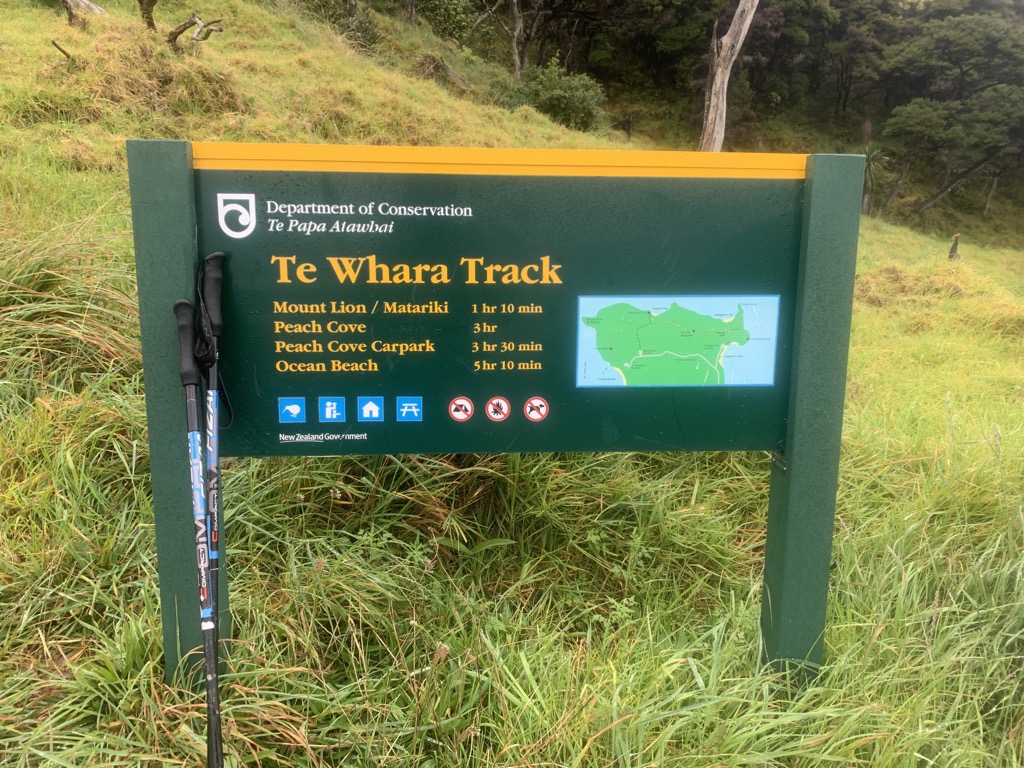 Department of Conservation
Te Papa Atawhai
Te Whara Track
Mount Lion / Matariki 1 hr 10 min
Peach Cove 3 hr
Peach Cove Carpark 3 hr 30 min
Ocean Beach 5 hr 10 min
New Zealand Government